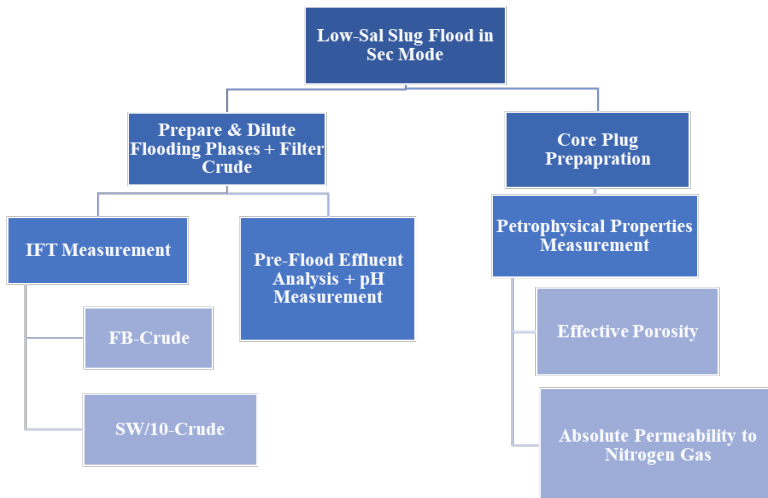 Low-Sal Slug Flood in
Sec Mode
Prepare & Dilute
Flooding Phases + Filter
Crude
Core Plug
Prepapration
IFT Measurement
Pre-Flood Effluent
Analysis + pH
Measurement
Petrophysical Properties
Measurement
FB-Crude
SW/10-Crude
Effective Porosity
Absolute Permeability to
Nitrogen Gas